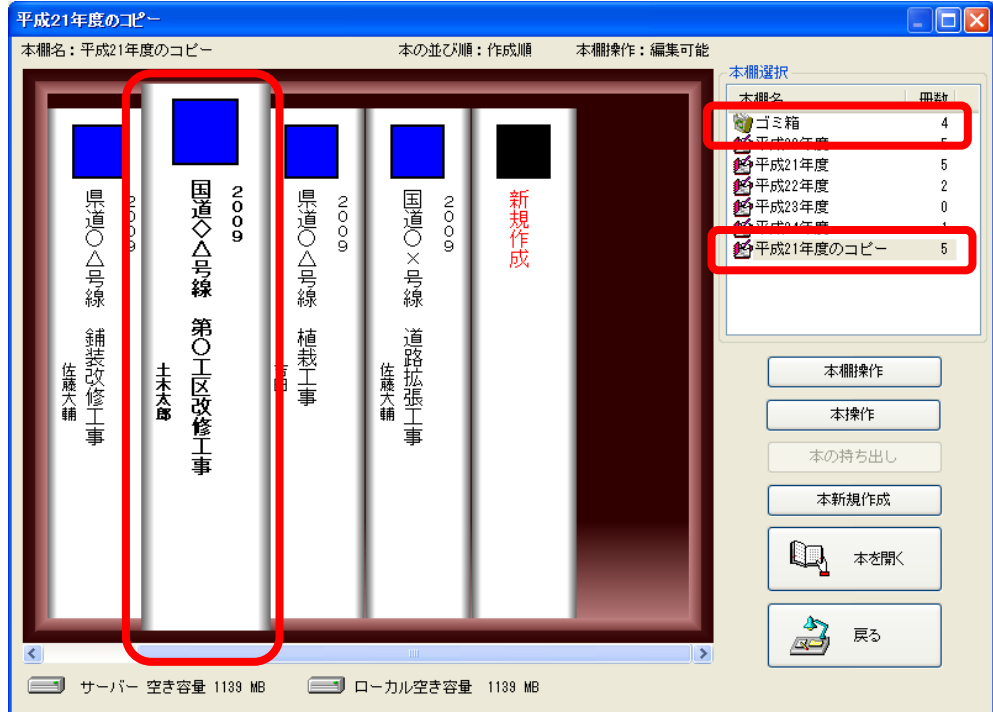 平成21年度のコピー
本棚名：平成21年度のコピー
本の並び順：作成順
本棚操作：編集可能
2009
県道○△号線　舗装改修工事
佐藤大輔
2009
国道◇△号線　第○工区改修工事
土木太郎
2009
県道○△号線　植栽工事
2009
国道○×号線　道路拡張工事
佐藤大輔
新規作成
本棚選択
本棚名 冊数
ゴミ箱 4
平成21年度 5
平成22年度 2
平成23年度 0
平成24年度 1
平成21年度のコピー 5
本棚操作
本操作
本の持ち出し
本新規作成
本を開く
戻る
サーバー 空き容量 1139 MB
ローカル空き容量 1139 MB